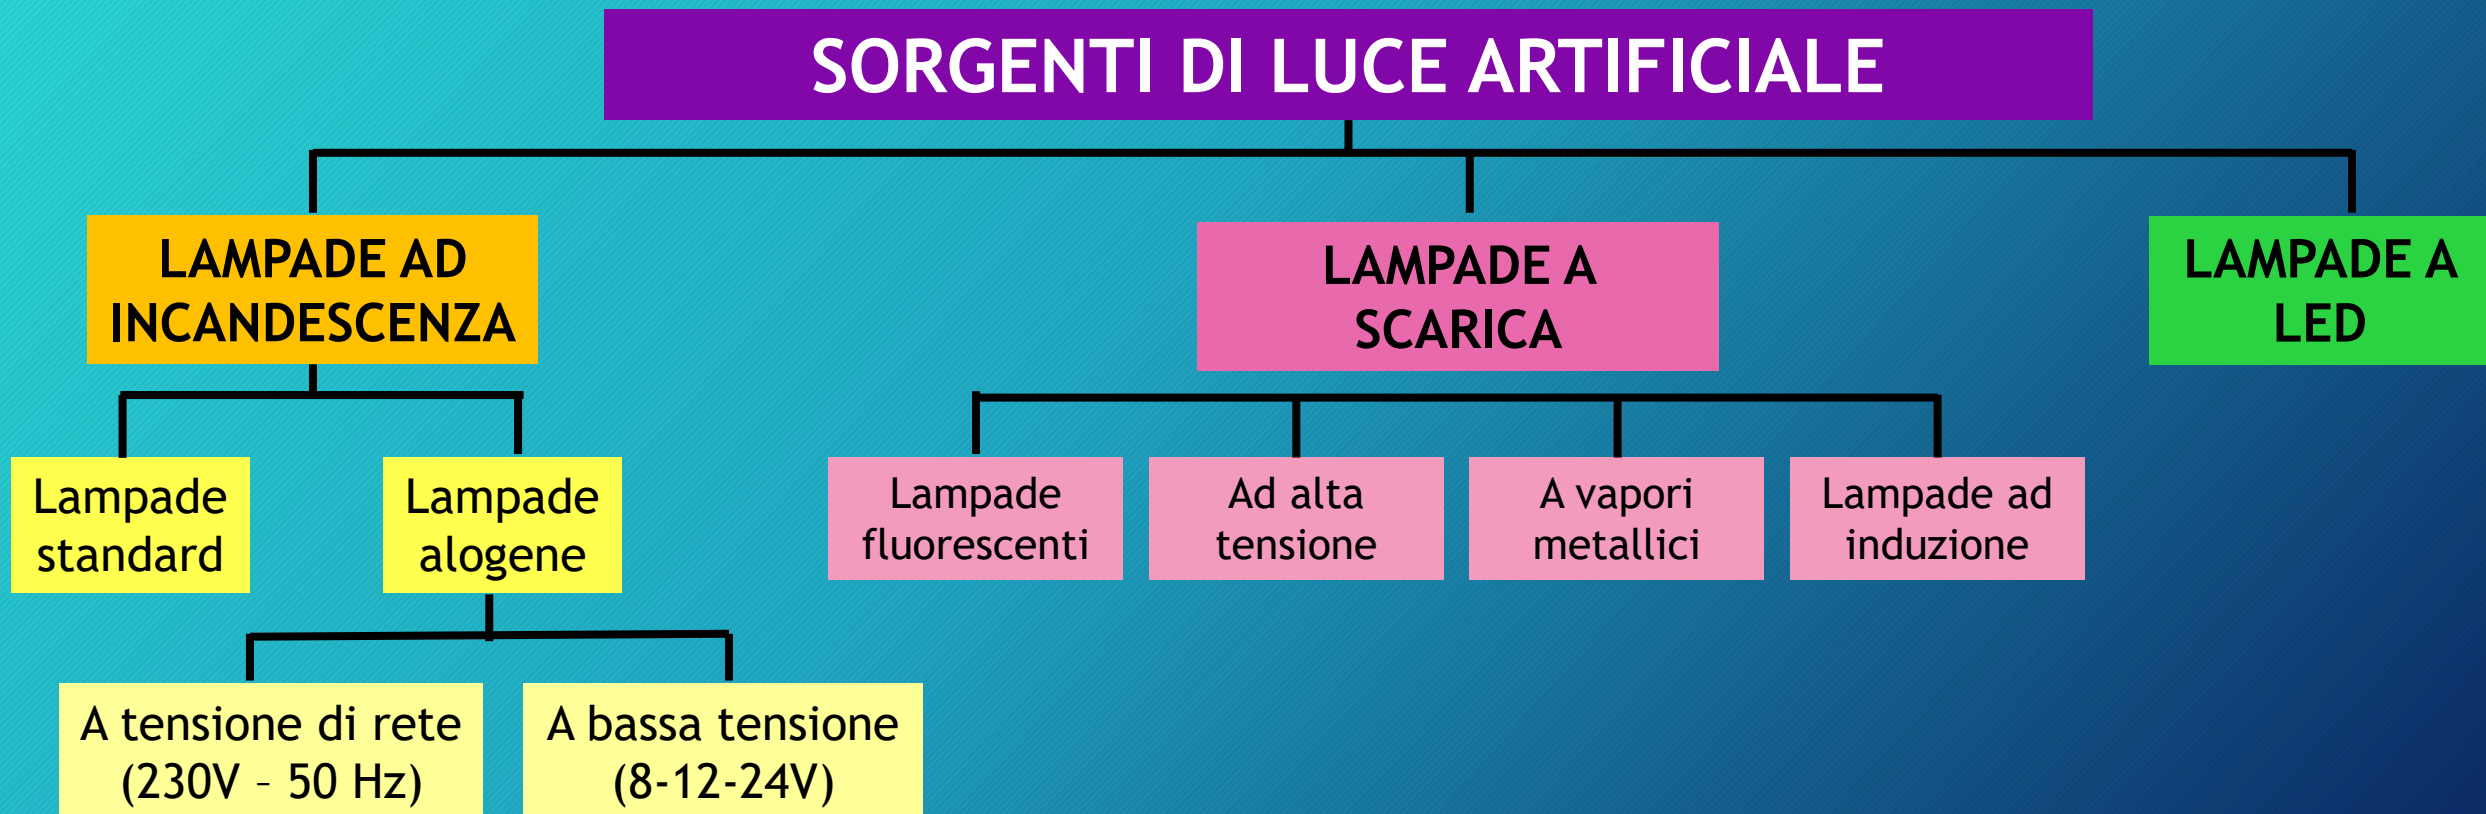 SORGENTI DI LUCE ARTIFICIALE
LAMPADE AD
INCANDESCENZA
LAMPADE A
SCARICA
LAMPADE A
LED
Lampade
standard
Lampade
alogene
Lampade
fluorescenti
Ad alta
tensione
A vapori
metallici
Lampade ad
induzione
A tensione di rete
(230V – 50 Hz)
A bassa tensione
(8-12-24V)